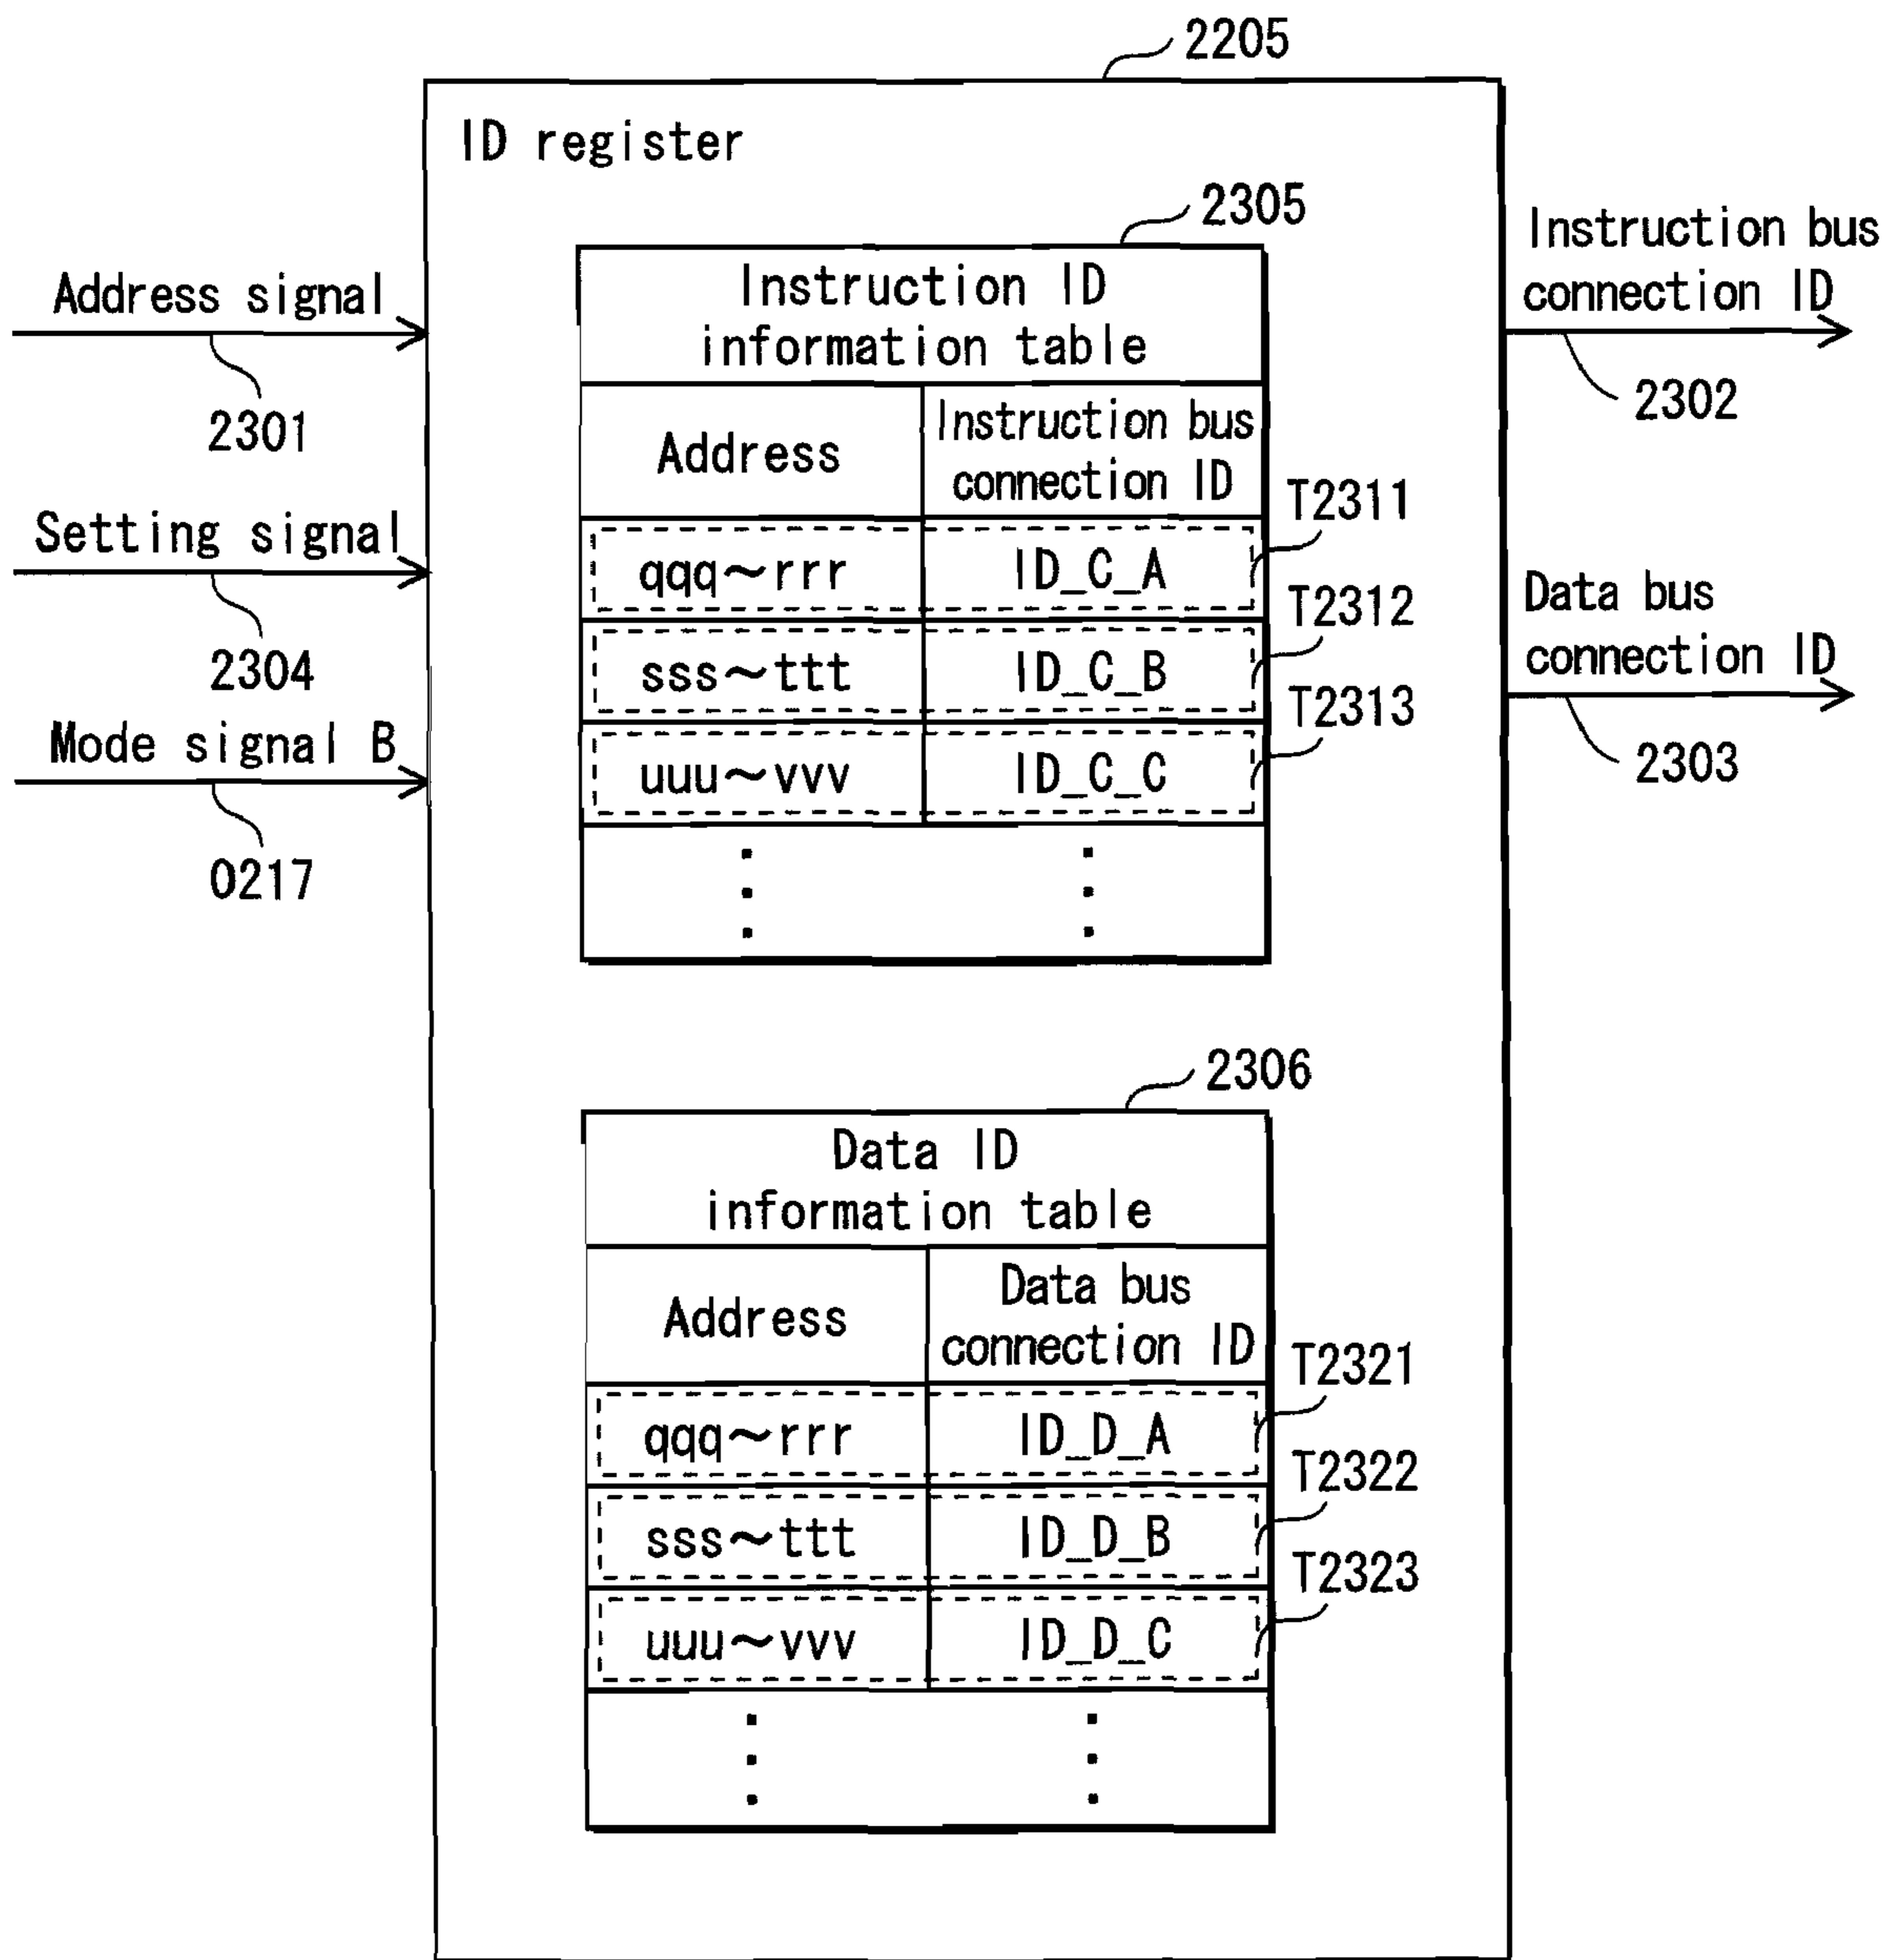 2205
ID register
2305
Instruction ID
information table
Address
Instruction bus
connection ID
T2311
qqq~rrr
ID_C_A
T2312
sss~ttt
ID_C_B
T2313
uuu~vvv
ID_C_C
Address signal
2301
Setting signal
2304
Mode signal B
0217
Instruction bus
connection ID
2302
Data bus
connection ID
2303
2306
Data ID
information table
Address
Data bus
connection ID
T2321
qqq~rrr
ID_D_A
T2322
sss~ttt
ID_D_B
T2323
uuu~vvv
ID_D_C